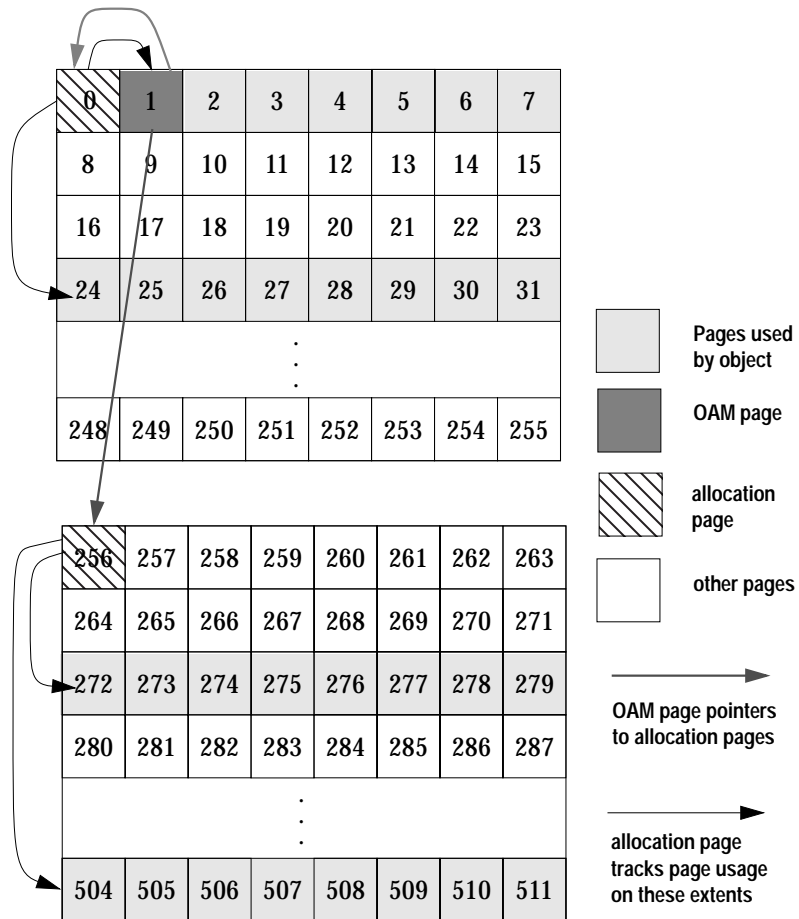 0 1 2 3 4 5 6 7
8 9 10 11 12 13 14 15
16 17 18 19 20 21 22 23
24 25 26 27 28 29 30 31
.
.
.
248 249 250 251 252 253 254 255
256 257 258 259 260 261 262 263
264 265 266 267 268 269 270 271
272 273 274 275 276 277 278 279
280 281 282 283 284 285 286 287
.
.
.
504 505 506 507 508 509 510 511
Pages used
by object
OAM page
allocation
page
other pages
OAM page pointers
to allocation pages
allocation page
tracks page usage
on these extents